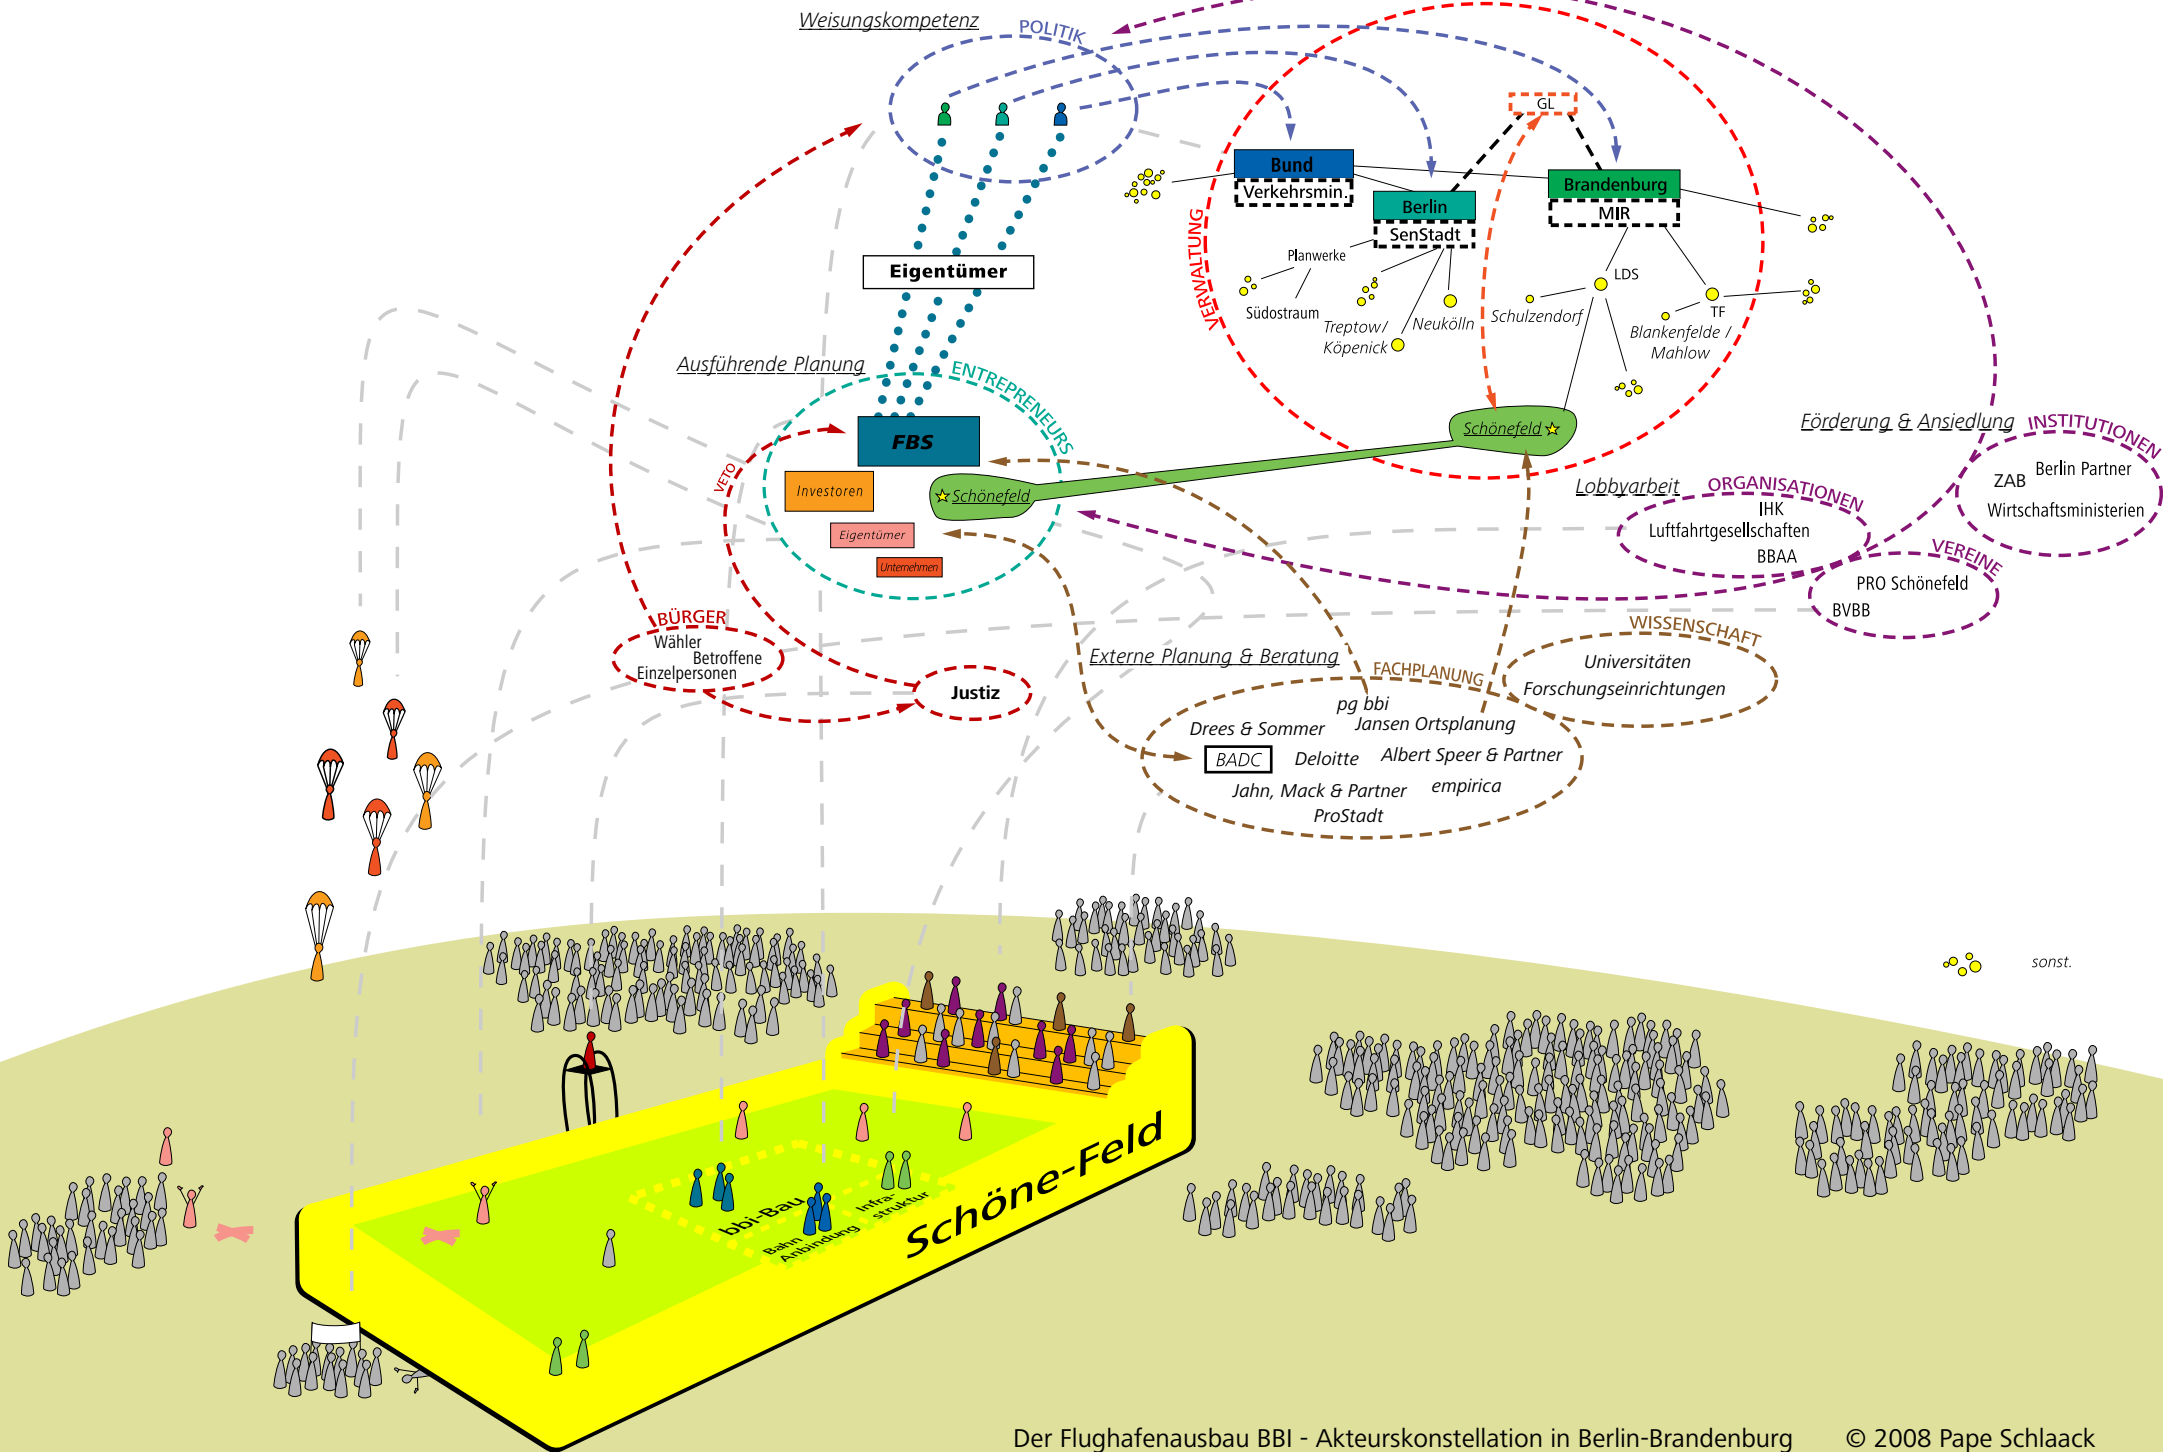 Weisungskompetenz
POLITIK
GL
Bund
Verkehrsmin.
Brandenburg
MIR
Berlin
SenStadt
VERWALTUNG
Planwerke
Südostraum
Treptow/
Köpenick
Neukölln
LDS
Schulzendorf
TF
Blankenfelde /
Mahlow
Eigentümer
Ausführende Planung
ENTREPRENEURS
FBS
Investoren
Schönefeld
Eigentümer
Unternehmen
VETO
Schönefeld
Förderung & Ansiedlung
INSTITUTIONEN
Berlin Partner
ZAB
Wirtschaftsministerien
Lobbyarbeit
ORGANISATIONEN
IHK
Luftfahrtgesellschaften
BBAA
VEREINE
PRO Schönefeld
BVBB
BÜRGER
Wähler
Betroffene
Einzelpersonen
Justiz
Externe Planung & Beratung
WISSENSCHAFT
Universitäten
Forschungseinrichtungen
FACHPLANUNG
pg bbi
Jansen Ortsplanung
Drees & Sommer
BADC
Deloitte
Albert Speer & Partner
Jahn, Mack & Partner
empirica
ProStadt
sonst.
bbi-Bau
Bahn
Anbindung
Infra-
struktur
Schöne-Feld
Der Flughafenausbau BBI - Akteurskonstellation in Berlin-Brandenburg © 2008 Pape Schlaack